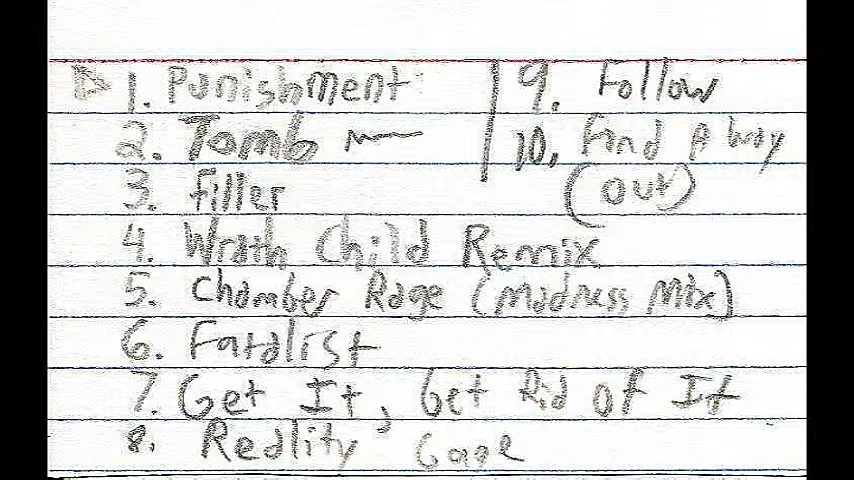 1. Punishment
2. Tomb
3. filler
4. Wrath Child Remix
5. Chamber Rage (Madness Mix)
6. Fatalist
7. Get It, Get Rid Of It
8. Reality Gage
9. Follow
10. Find A Way
(Out)